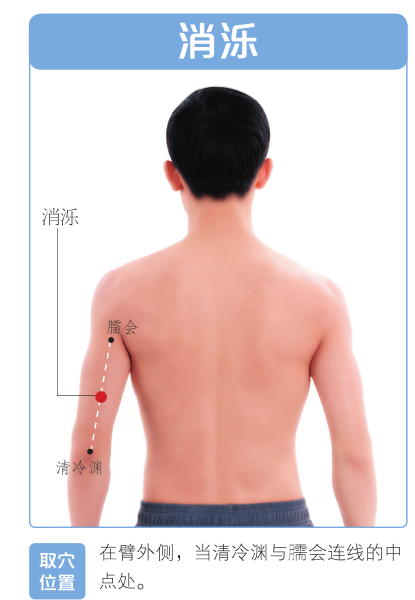 消泺
消泺
臑会
清冷渊
取穴
位置
在臂外侧，当清冷渊与臑会连线的中
点处。